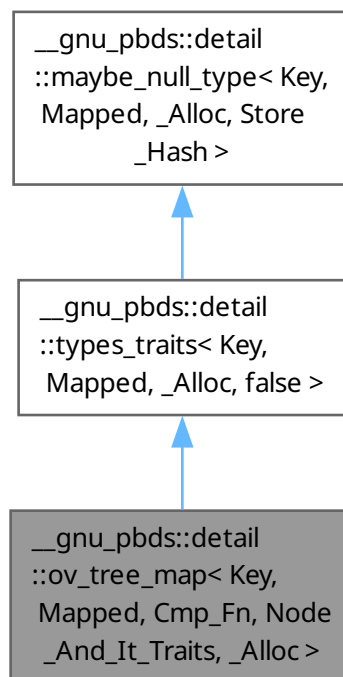 __gnu_pbds::detail
::maybe_null_type< Key,
Mapped, _Alloc, Store
_Hash >
__gnu_pbds::detail
::types_traits< Key,
Mapped, _Alloc, false >
__gnu_pbds::detail
::ov_tree_map< Key,
Mapped, Cmp_Fn, Node
_And_It_Traits, _Alloc >